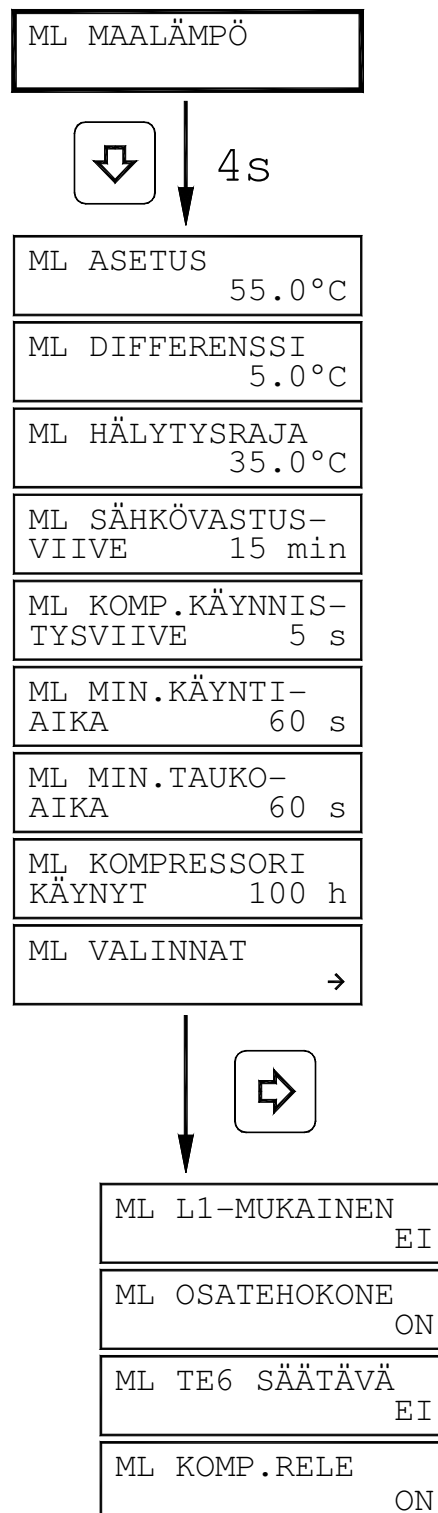 ML MAALÄMPÖ
4s
ML ASETUS
55.0°C
ML DIFFERENSSI
5.0°C
ML HÄLYTYSRAJA
35.0°C
ML SÄHKÖVASTUS-
VIIVE 15 min
ML KOMP.KÄYNNIS-
TYSVIIVE 5 s
ML MIN.KÄYNTI-
AIKA 60 s
ML MIN.TAUKO-
AIKA 60 s
ML KOMPRESSORI
KÄYNYT 100 h
ML VALINNAT
→
ML L1-MUKAINEN
EI
ML OSATEHOKONE
ON
ML TE6 SÄÄTÄVÄ
EI
ML KOMP.RELE
ON